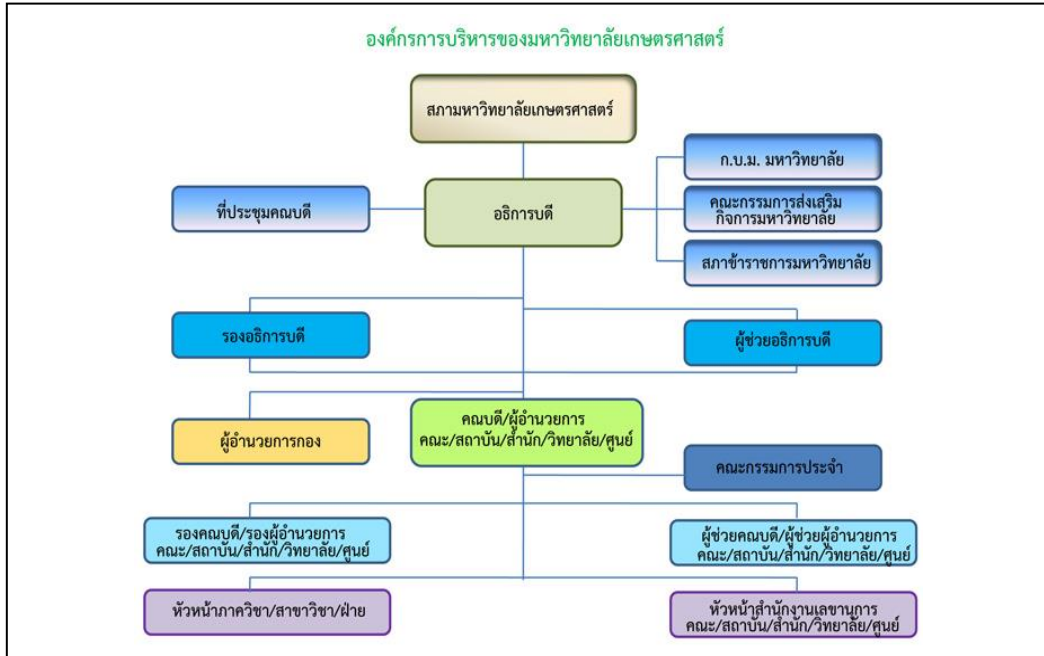 องค์กรการบริหารของมหาวิทยาลัยเกษตรศาสตร์
สภามหาวิทยาลัยเกษตรศาสตร์
ก.บ.ม. มหาวิทยาลัย
ที่ประชุมคณบดี
อธิการบดี
คณะกรรมการส่งเสริม
กิจการมหาวิทยาลัย
สภาข้าราชการมหาวิทยาลัย
รองอธิการบดี
ผู้ช่วยอธิการบดี
ผู้อำนวยการกอง
คณบดี/ผู้อำนวยการ
คณะ/สถาบัน/สำนัก/วิทยาลัย/ศูนย์
คณะกรรมการประจำ
รองคณบดี/รองผู้อำนวยการ
คณะ/สถาบัน/สำนัก/วิทยาลัย/ศูนย์
ผู้ช่วยคณบดี/ผู้ช่วยผู้อำนวยการ
คณะ/สถาบัน/สำนัก/วิทยาลัย/ศูนย์
หัวหน้าภาควิชา/สาขาวิชา/ฝ่าย
หัวหน้าสำนักงานเลขานุการ
คณะ/สถาบัน/สำนัก/วิทยาลัย/ศูนย์